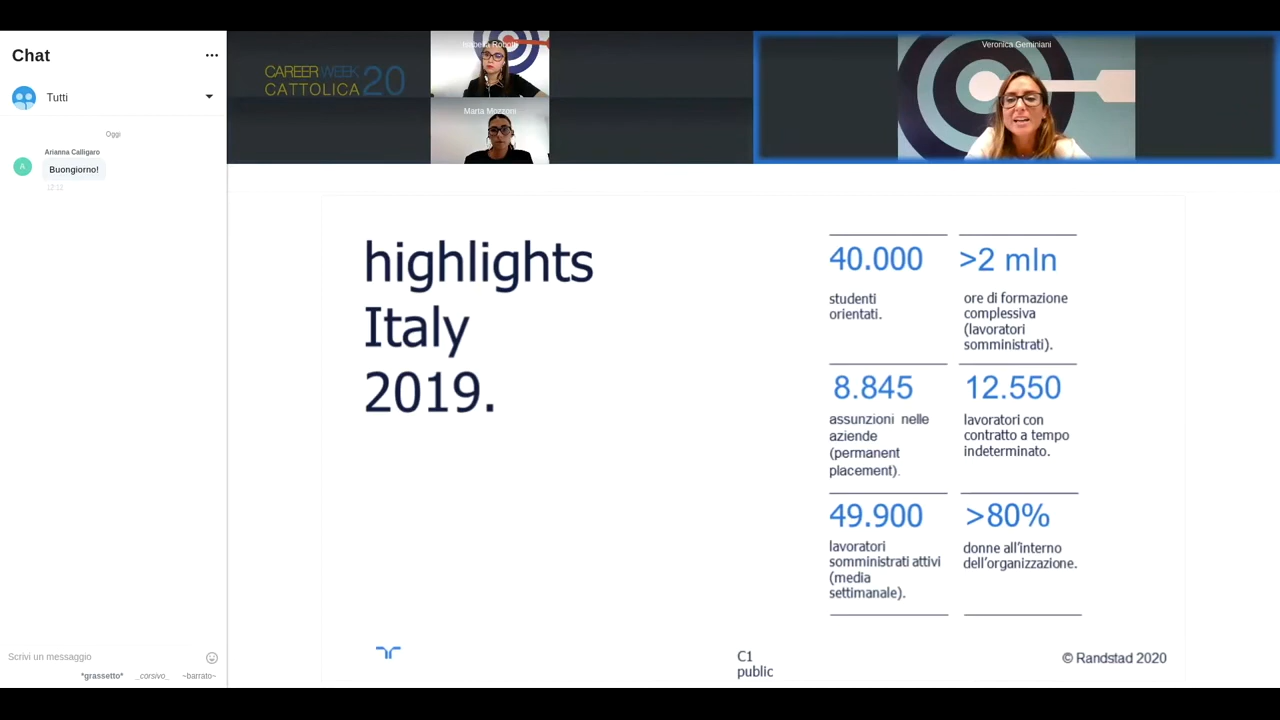 Chat
Tutti
Oggi
Arianna Calligaro
A
Buongiorno!
12:12
Scrivi un messaggio
*grassetto* _corsivo_ ~barrato~
CAREER WEEK
CATTOLICA 20
Marta Mozzoni
Veronica Geminiani
highlights
Italy
2019.
40.000
studenti
orientati.
>2 mln
ore di formazione
complessiva
(lavoratori
somministrati).
8.845
assunzioni nelle
aziende
(permanent
placement).
12.550
lavoratori con
contratto a tempo
indeterminato.
49.900
lavoratori
somministrati attivi
(media
settimanale).
>80%
donne all'interno
dell'organizzazione.
C1
public
© Randstad 2020